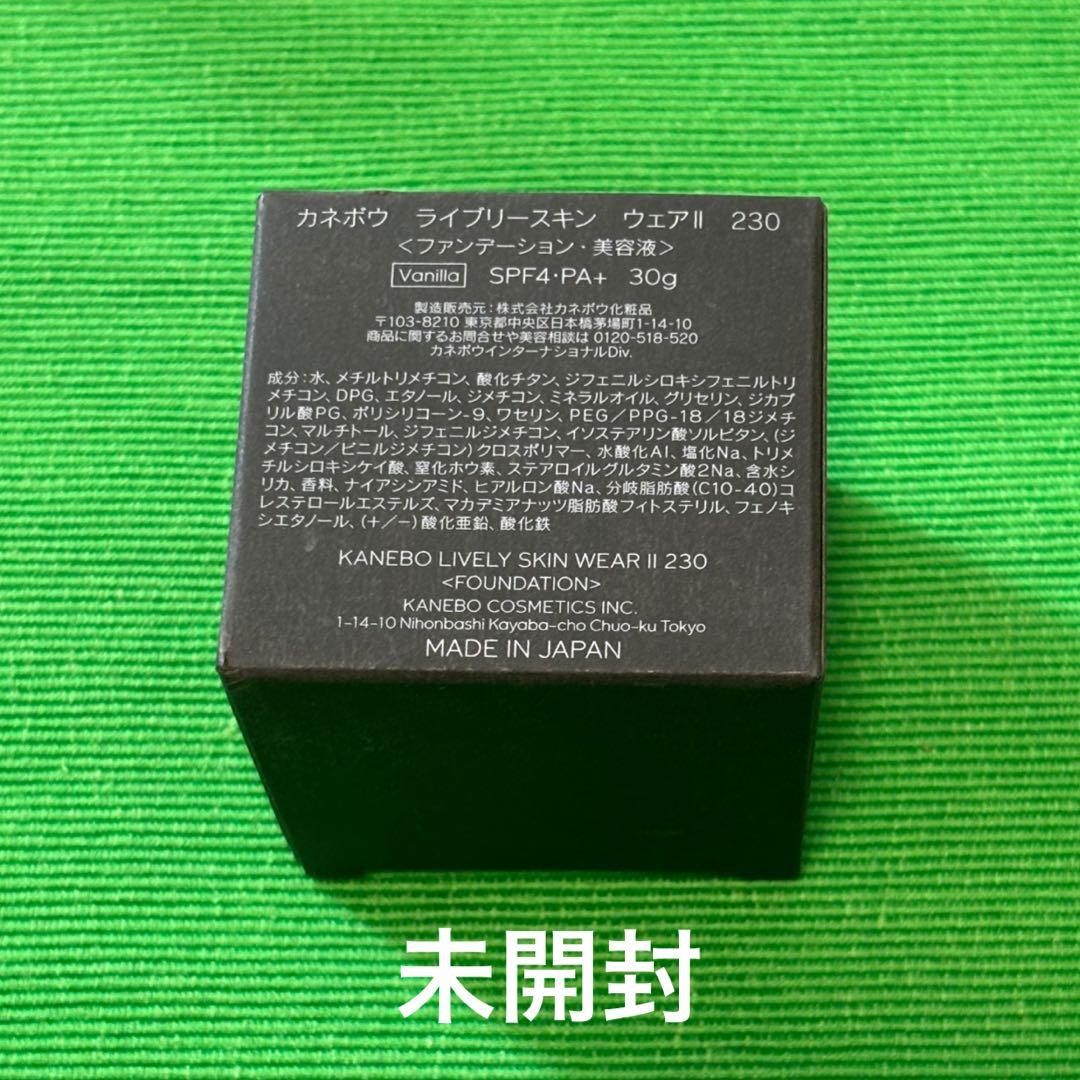 カネボウ ライブリースキン ウェアⅡ 230
<ファンデーション・美容液>
Vanilla SPF4・PA+ 30g
製造販売元：株式会社カネボウ化粧品
〒103-8210 東京都中央区日本橋茅場町1-14-10
商品に関するお問合せや美容相談は 0120-518-520
カネボウインターナショナルDiv.
成分：水、メチルトリメチコン、酸化チタン、ジフェニルシロキシフェニルトリ
メチコン、DPG、エタノール、ジメチコン、ミネラルオイル、グリセリン、ジカプ
リル酸PG、ポリシリコーン-9、ワセリン、PEG／PPG-18／18ジメチ
コン、マルチトール、ジフェニルジメチコン、イソステアリン酸ソルビタン、(ジ
メチコン／ビニルジメチコン)クロスポリマー、水酸化Al、塩化Na、トリメ
チルシロキシケイ酸、窒化ホウ素、ステアロイルグルタミン酸2Na、含水シ
リカ、香料、ナイアシンアミド、ヒアルロン酸Na、分岐脂肪酸(C10-40)コ
レステロールエステルズ、マカデミアナッツ脂肪酸フィトステリル、フェノキ
シエタノール、(+／−)酸化亜鉛、酸化鉄
KANEBO LIVELY SKIN WEAR II 230
<FOUNDATION>
KANEBO COSMETICS INC.
1-14-10 Nihonbashi Kayaba-cho Chuo-ku Tokyo
MADE IN JAPAN
未開封